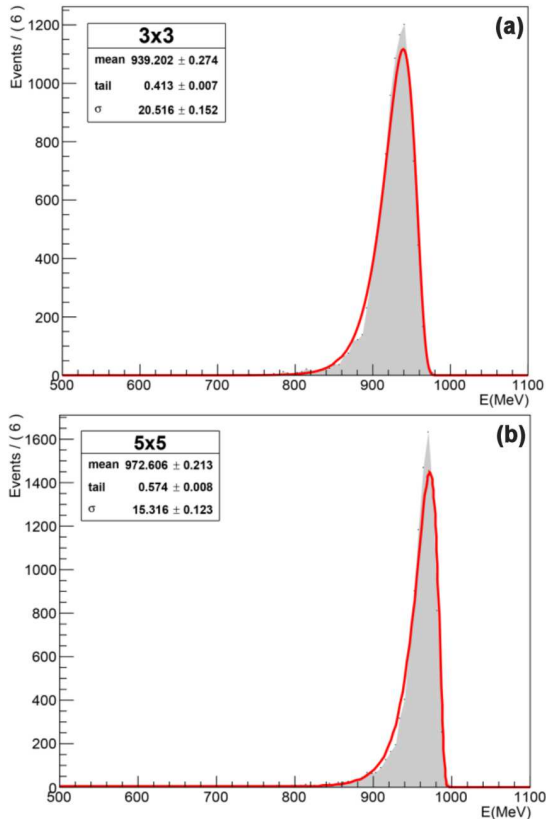 (a)
3x3
mean 939.202 ± 0.274
tail 0.413 ± 0.007
σ 20.516 ± 0.152
Events / ( 6 )
1200
1000
800
600
400
200
0
500 600 700 800 900 1000 1100
E(MeV)
(b)
5x5
mean 972.606 ± 0.213
tail 0.574 ± 0.008
σ 15.316 ± 0.123
Events / ( 6 )
1600
1400
1200
1000
800
600
400
200
0
500 600 700 800 900 1000 1100
E(MeV)